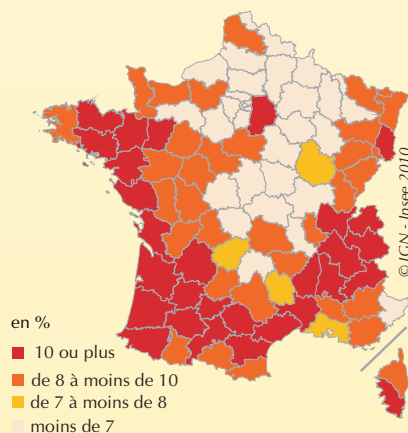 © IGN - Insee 2010
en %
10 ou plus
de 8 à moins de 10
de 7 à moins de 8
moins de 7